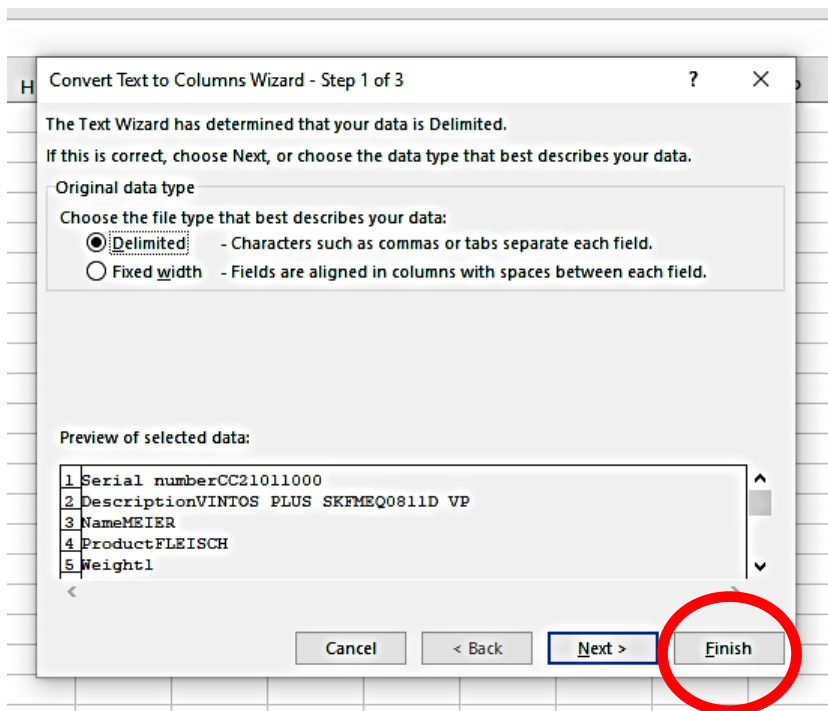 H
Convert Text to Columns Wizard - Step 1 of 3 ?
The Text Wizard has determined that your data is Delimited.
If this is correct, choose Next, or choose the data type that best describes your data.
Original data type
Choose the file type that best describes your data:
Delimited - Characters such as commas or tabs separate each field.
Fixed width - Fields are aligned in columns with spaces between each field.
Preview of selected data:
1 Serial numberCC21011000
2 DescriptionVINTOS PLUS SKFMEQ0811D VP
3 NameMEIER
4 ProductFLEISCH
5 Weight1
Cancel < Back Next > Finish